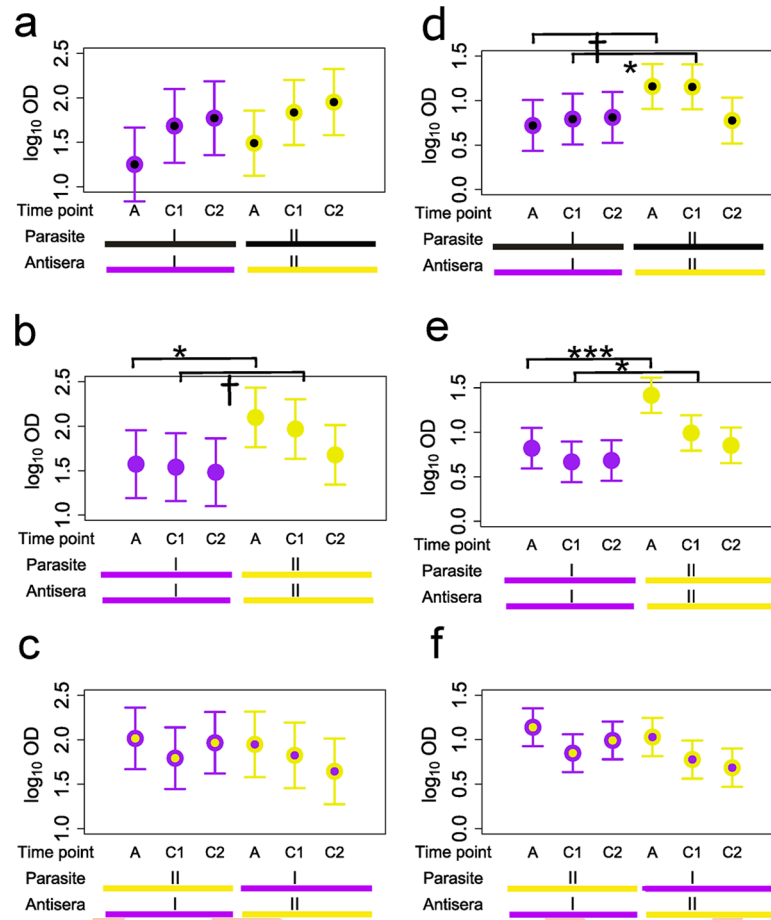 a
log10 OD
2.5
2.0
1.5
1.0
Time point A C1 C2 A C1 C2
Parasite I II
Antisera I II
d
† 
*
log10 OD
1.5
1.0
0.5
0.0
Time point A C1 C2 A C1 C2
Parasite I II
Antisera I II
b
*
†
log10 OD
2.5
2.0
1.5
1.0
Time point A C1 C2 A C1 C2
Parasite I II
Antisera I II
e
***
*
log10 OD
1.5
1.0
0.5
0.0
Time point A C1 C2 A C1 C2
Parasite I II
Antisera I II
c
log10 OD
2.5
2.0
1.5
1.0
Time point A C1 C2 A C1 C2
Parasite II I
Antisera I II
f
log10 OD
1.5
1.0
0.5
0.0
Time point A C1 C2 A C1 C2
Parasite II I
Antisera I II